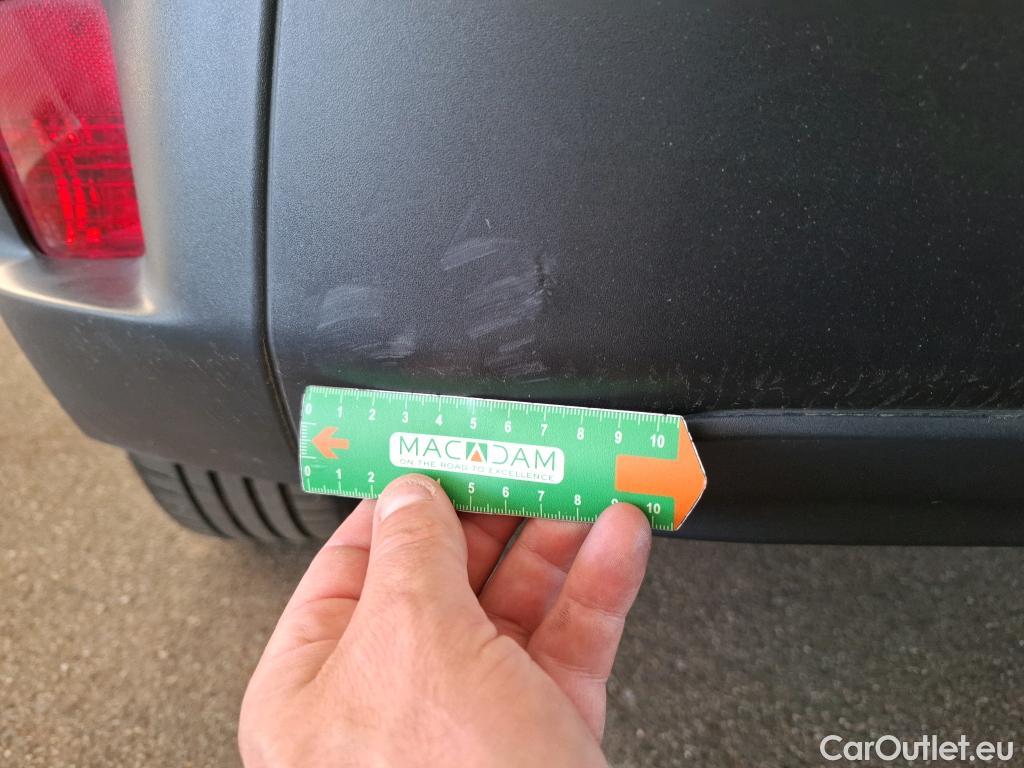 0 1 2 3 4 5 6 7 8 9 10
MACADAM
ON THE ROAD TO EXCELLENCE
0 1 2 4 5 6 7 8 10
CarOutlet.eu